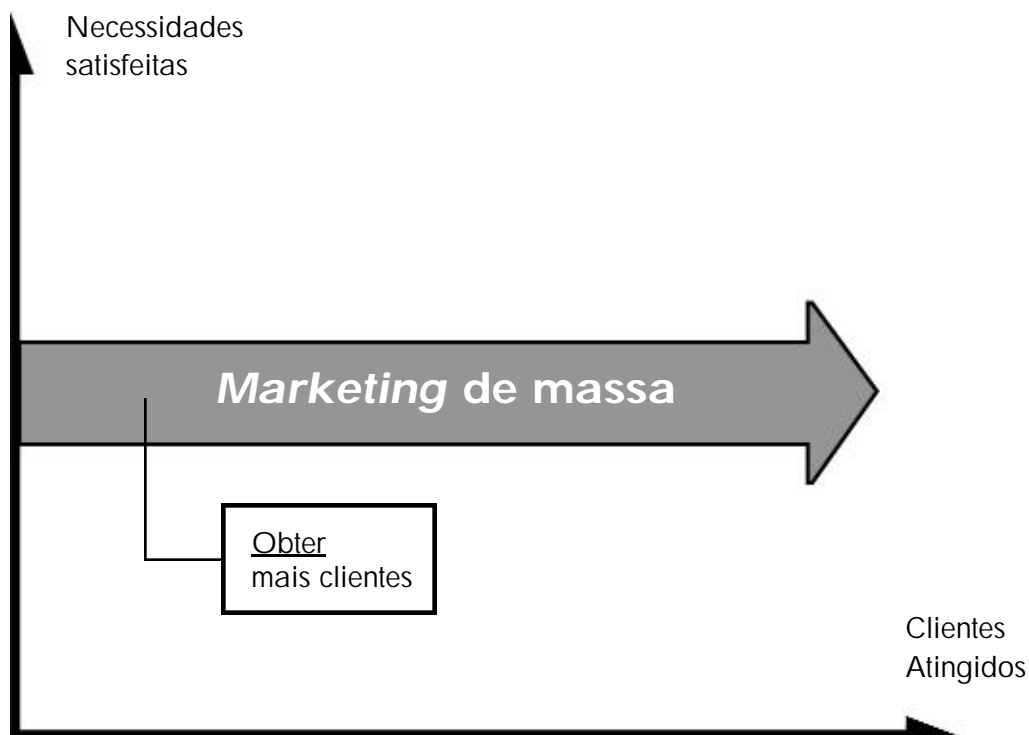 Necessidades
satisfeitas
Marketing de massa
Obter
mais clientes
Clientes
Atingidos